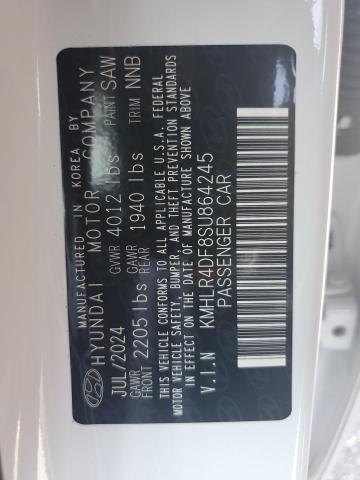 MANUFACTURED IN KOREA BY
HYUNDAI MOTOR COMPANY
JUL/2024 GVWR 4012 lbs PAINT SAW
GAWR FRONT 2205 lbs GAWR REAR 1940 lbs TRIM NNB
THIS VEHICLE CONFORMS TO ALL APPLICABLE U.S.A. FEDERAL
MOTOR VEHICLE SAFETY, BUMPER, AND THEFT PREVENTION STANDARDS
IN EFFECT ON THE DATE OF MANUFACTURE SHOWN ABOVE
V.I.N KMHLR4DF8SU864245
PASSENGER CAR